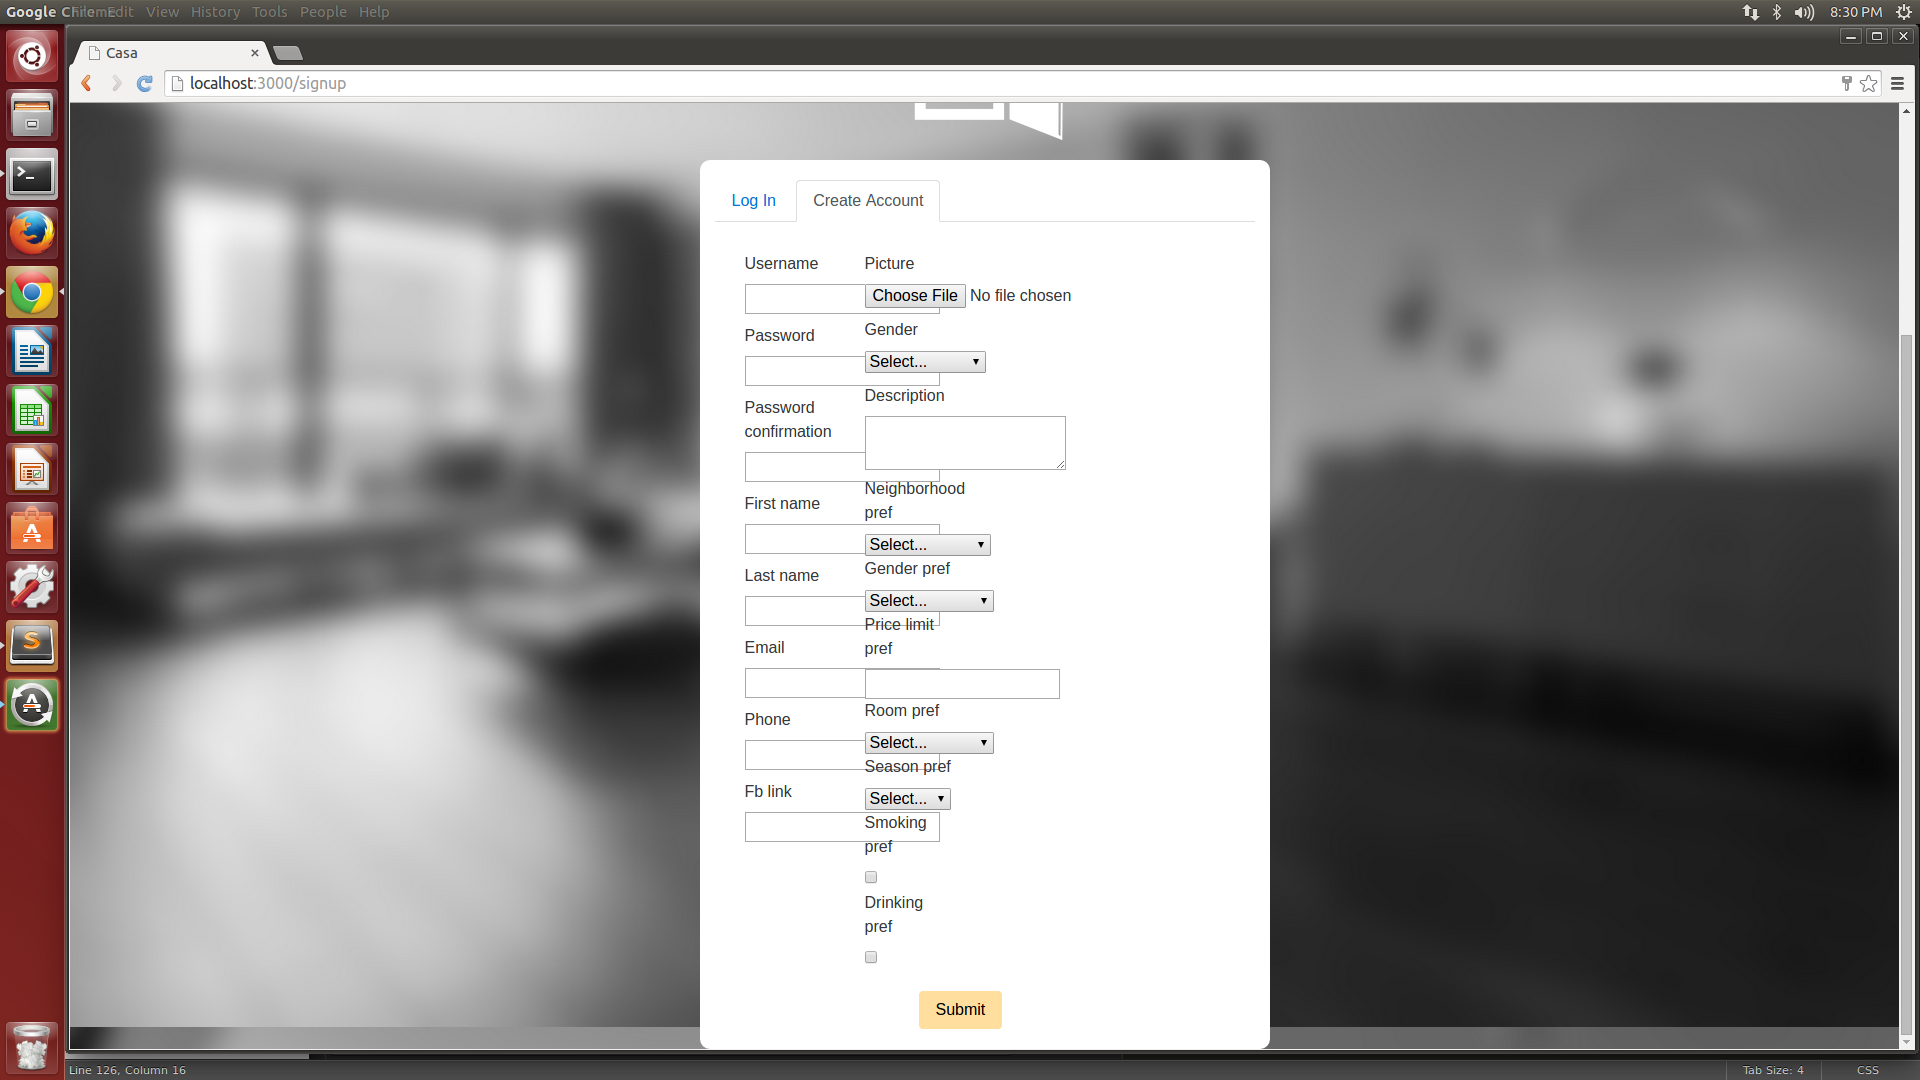 Google Chrome File Edit View History Tools People Help
8:30 PM
Casa
localhost:3000/signup
Log In
Create Account
Username
Picture
Choose File No file chosen
Password
Gender
Select...
Password
confirmation
Description
First name
Neighborhood
pref
Select...
Last name
Gender pref
Select...
Email
Price limit
pref
Phone
Room pref
Select...
Fb link
Season pref
Select...
Smoking
pref
Drinking
pref
Submit
Line 126, Column 16
Tab Size: 4
CSS